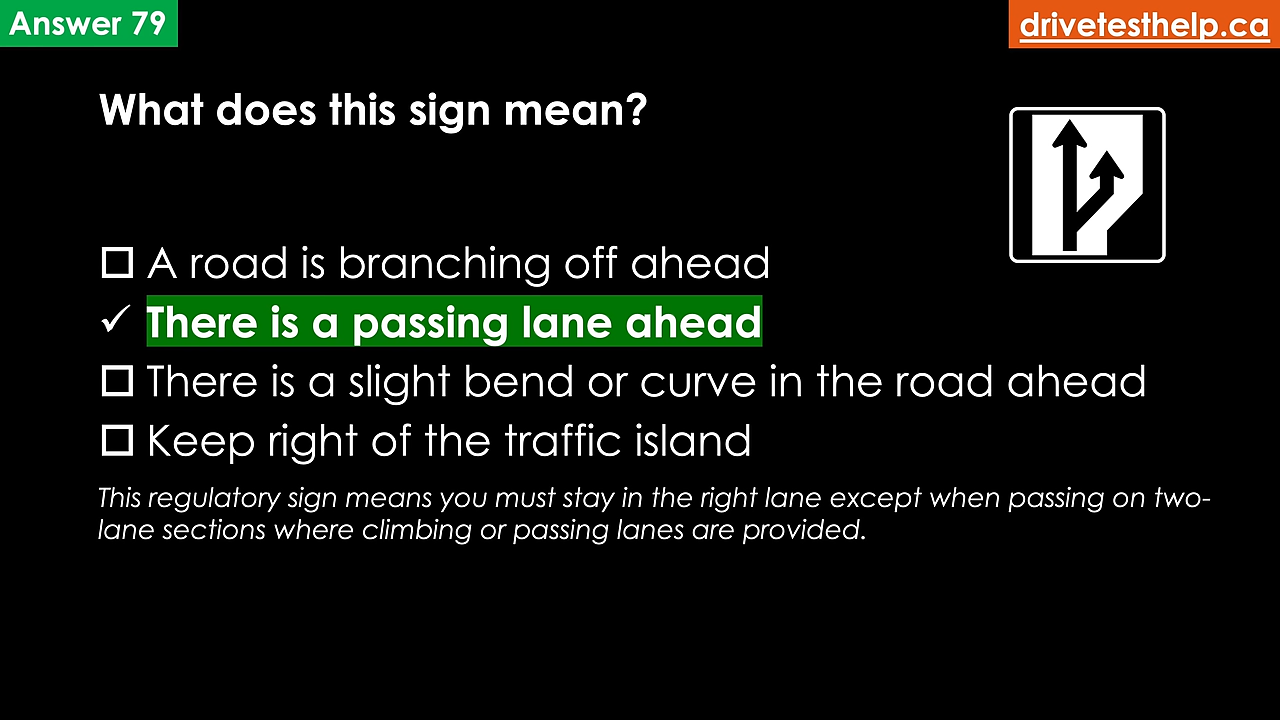 Answer 79
drivetesthelp.ca
What does this sign mean?
A road is branching off ahead
There is a passing lane ahead
There is a slight bend or curve in the road ahead
Keep right of the traffic island
This regulatory sign means you must stay in the right lane except when passing on two-
lane sections where climbing or passing lanes are provided.